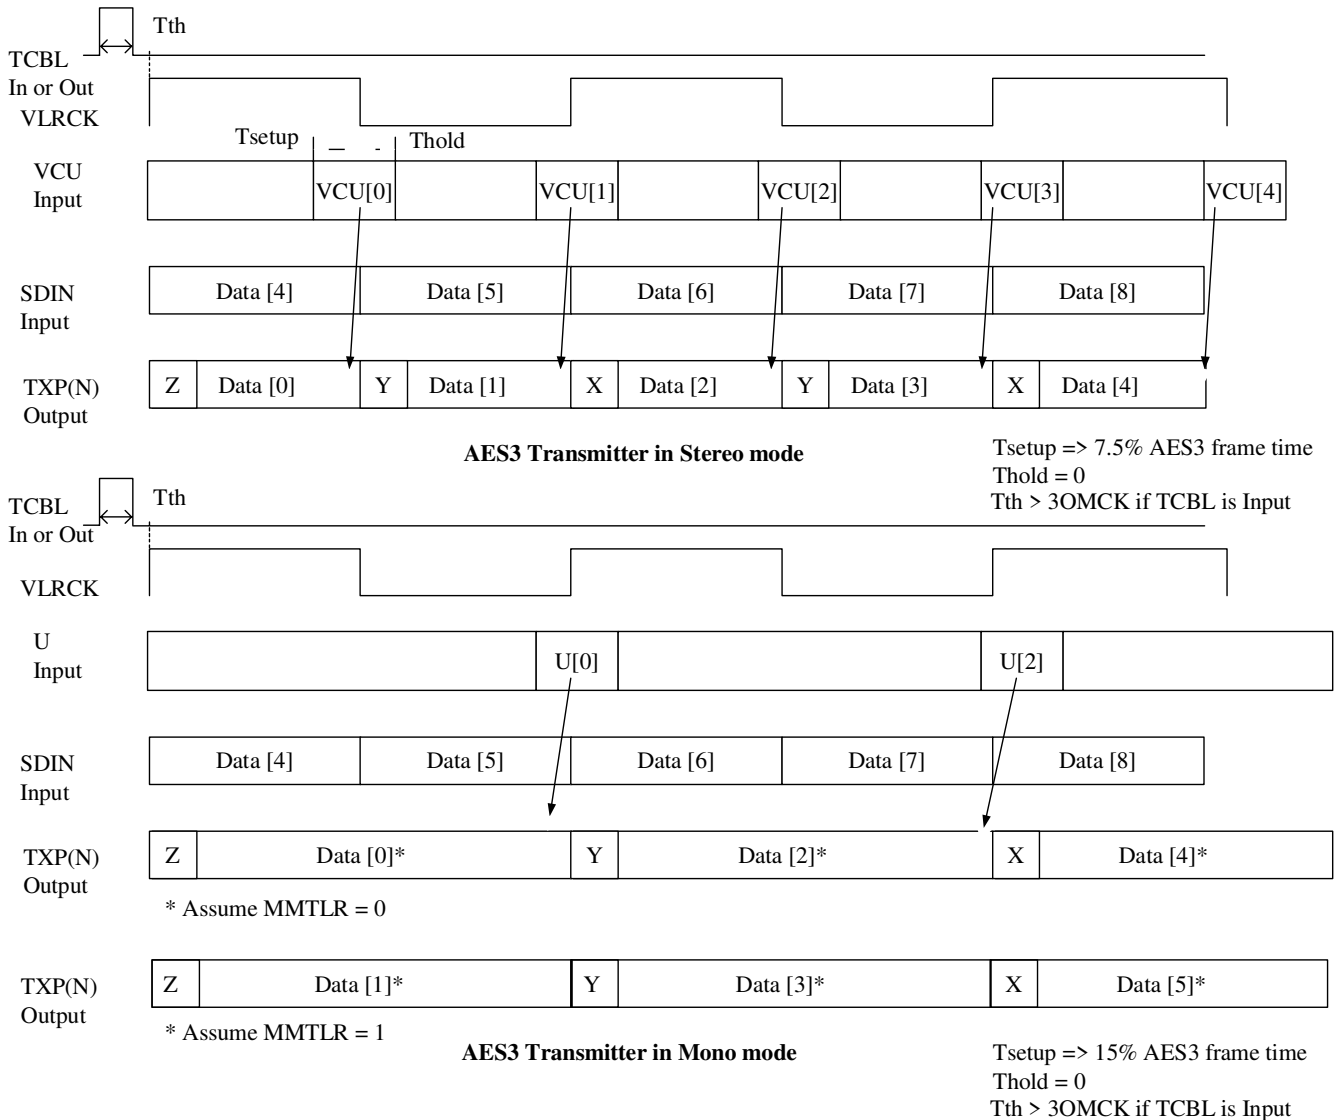 Tth
TCBL
In or Out
VLRCK
Tsetup
Thold
VCU
Input
VCU[0]
VCU[1]
VCU[2]
VCU[3]
VCU[4]
SDIN
Input
Data [4]
Data [5]
Data [6]
Data [7]
Data [8]
TXP(N)
Output
Z
Data [0]
Y
Data [1]
X
Data [2]
Y
Data [3]
X
Data [4]
AES3 Transmitter in Stereo mode
Tsetup => 7.5% AES3 frame time
Thold = 0
Tth > 3OMCK if TCBL is Input
Tth
TCBL
In or Out
VLRCK
U
Input
U[0]
U[2]
SDIN
Input
Data [4]
Data [5]
Data [6]
Data [7]
Data [8]
TXP(N)
Output
Z
Data [0]*
Y
Data [2]*
X
Data [4]*
* Assume MMTLR = 0
TXP(N)
Output
Z
Data [1]*
Y
Data [3]*
X
Data [5]*
* Assume MMTLR = 1
AES3 Transmitter in Mono mode
Tsetup => 15% AES3 frame time
Thold = 0
Tth > 3OMCK if TCBL is Input